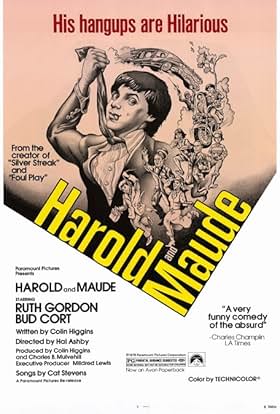 His hangups are Hilarious
From the
creator of
"Silver Streak"
and "Foul Play"
Harold
and
Maude
Paramount Pictures
Presents
HAROLD and MAUDE
STARRING
RUTH GORDON
BUD CORT
Written by Colin Higgins
Directed by Hal Ashby
Produced by Colin Higgins
and Charles B. Mulvehill
Executive Producer Mildred Lewis
Songs by Cat Stevens
A Paramount Pictures Re-release
"A very
funny comedy of
the absurd"
-Charles Champlin
LA Times
PG
Now an Avon Paperback
Color by TECHNICOLOR®